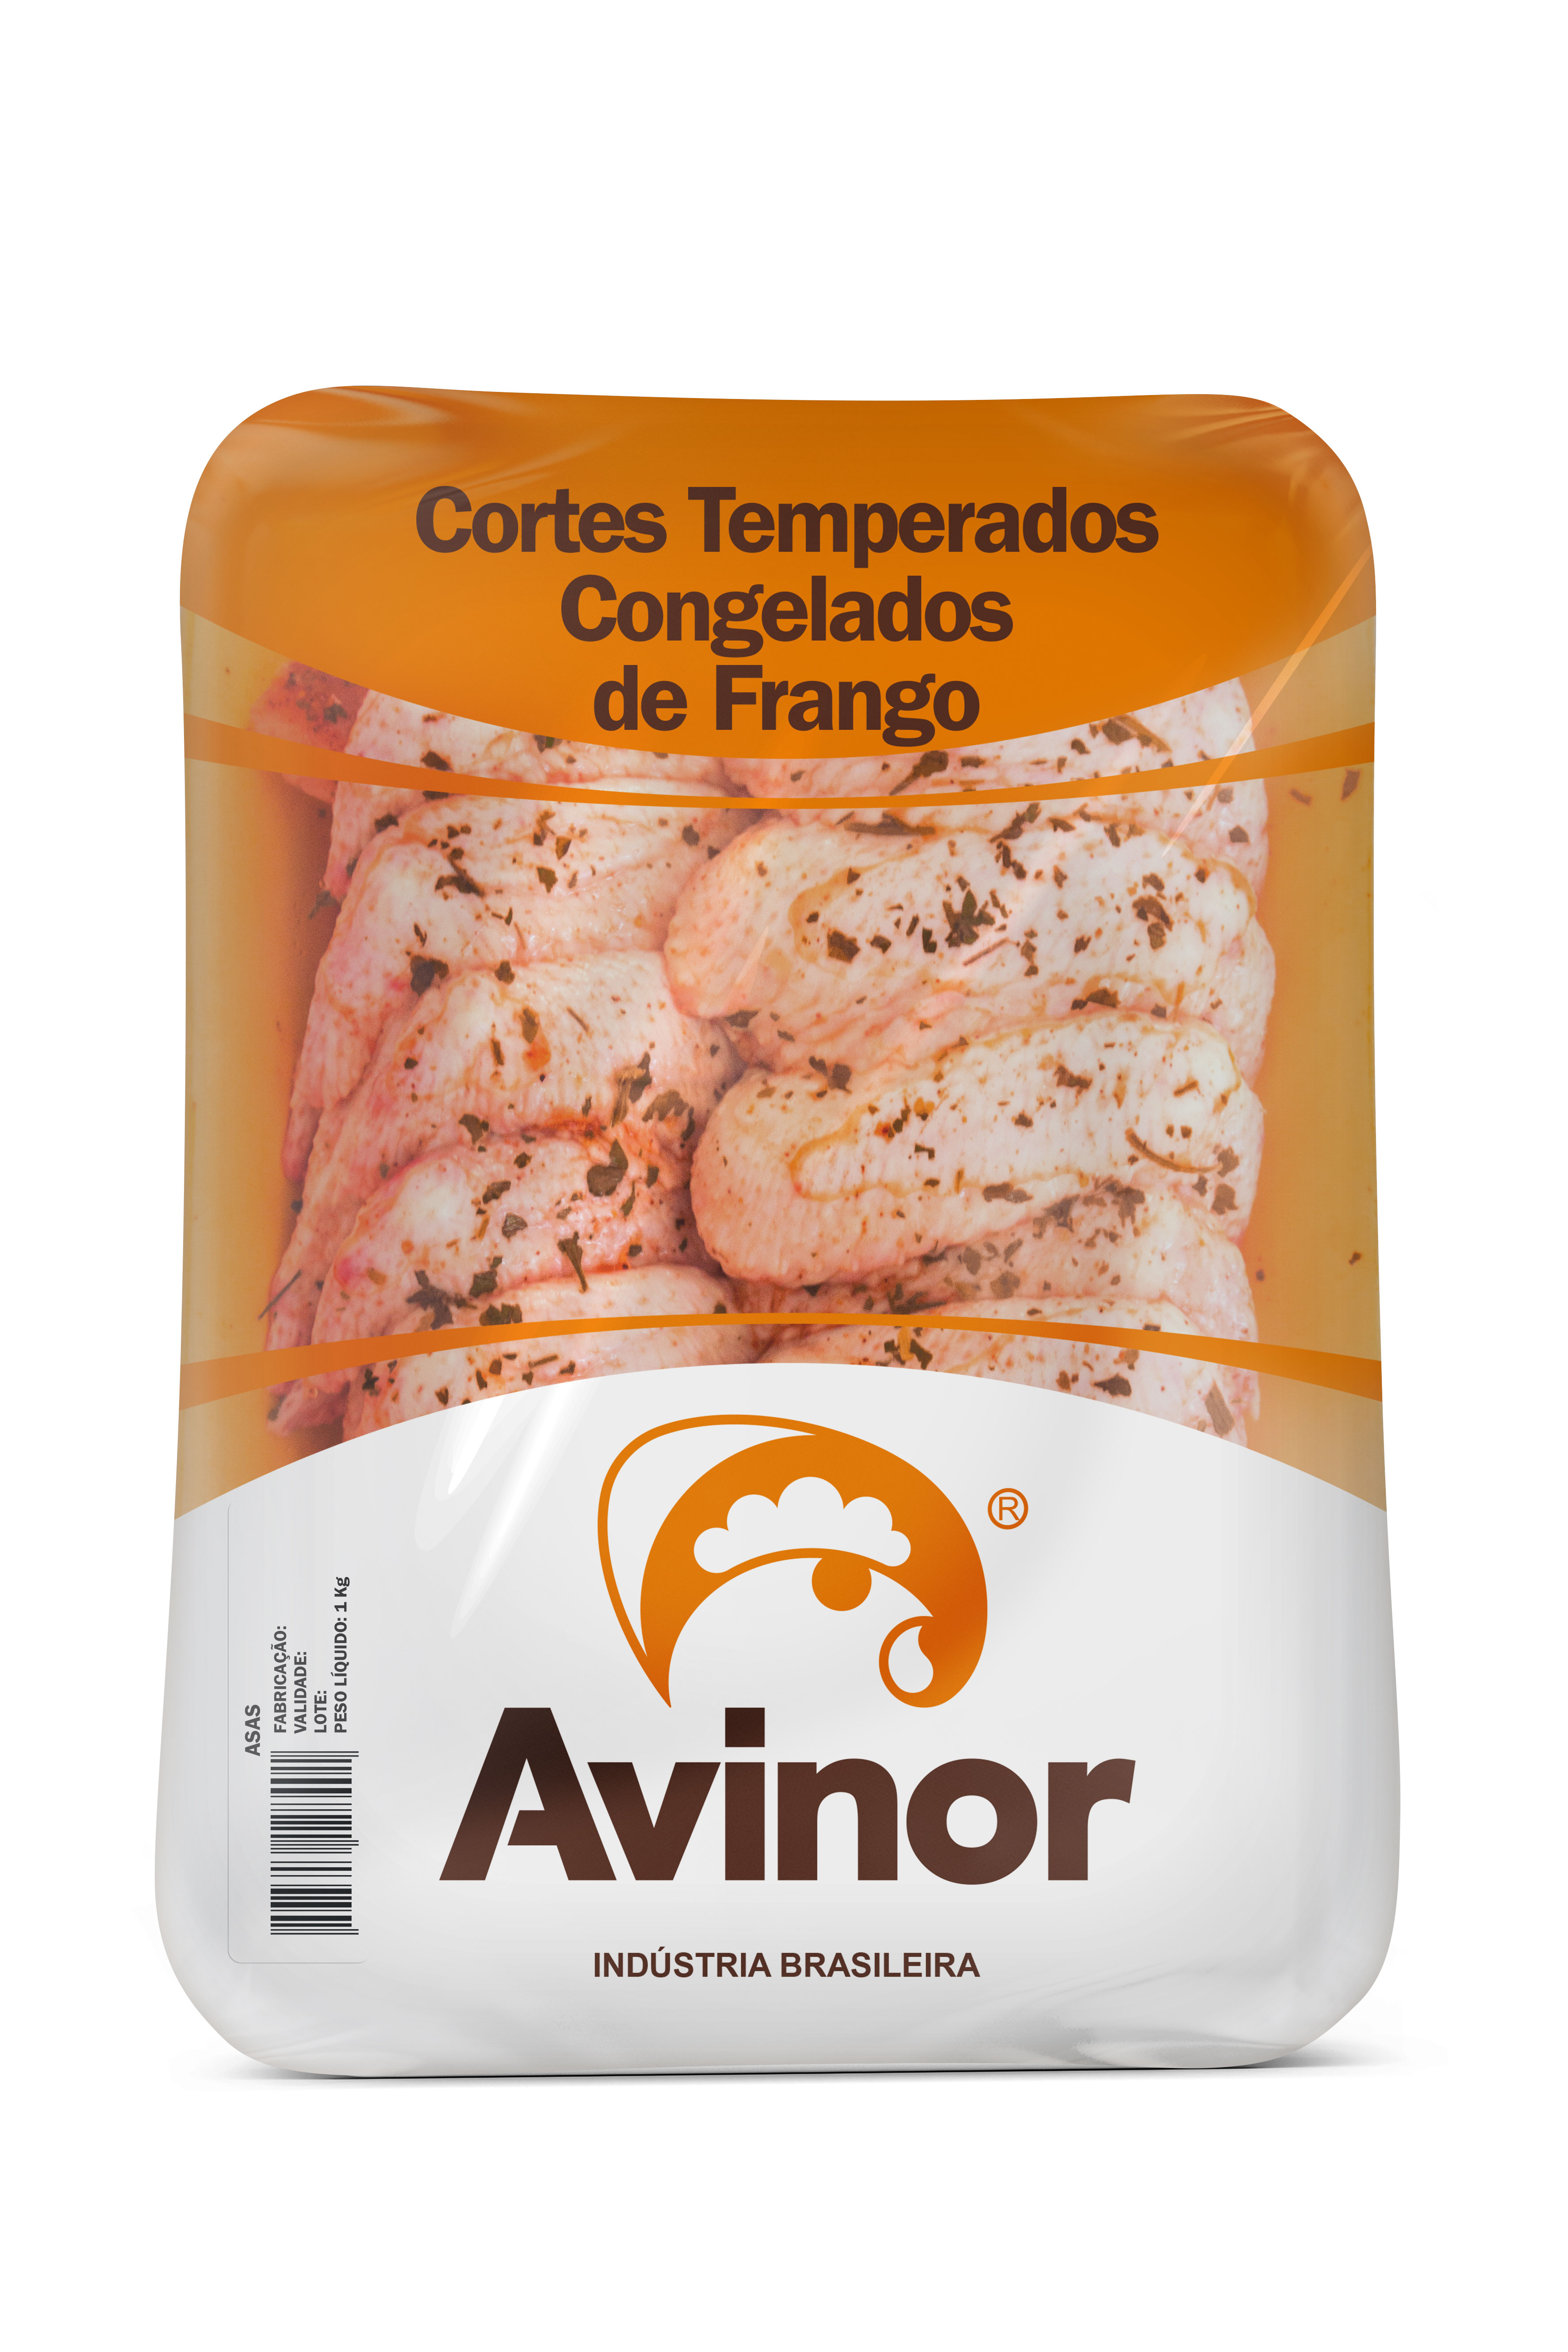 Cortes Temperados
Congelados
de Frango
®
Avinor
INDÚSTRIA BRASILEIRA
ASAS
FABRICAÇÃO:
VALIDADE:
LOTE:
PESO LÍQUIDO: 1 Kg